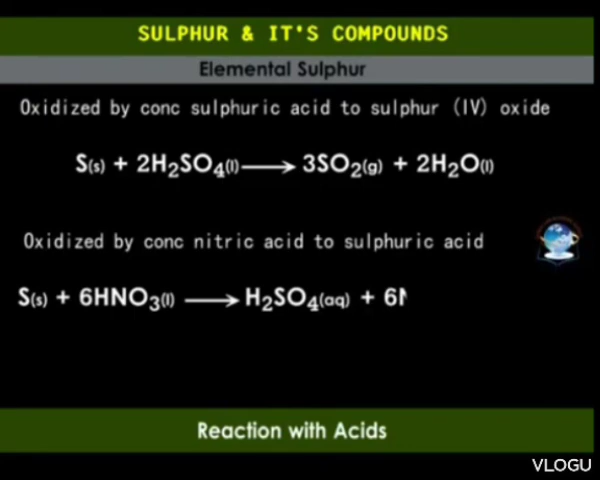 SULPHUR & IT'S COMPOUNDS
Elemental Sulphur
Oxidized by conc sulphuric acid to sulphur (IV) oxide
S(s) + 2H₂SO₄(l) ⟶ 3SO₂(g) + 2H₂O(l)
Oxidized by conc nitric acid to sulphuric acid
S(s) + 6HNO₃(l) ⟶ H₂SO₄(aq) + 6
Reaction with Acids
VLOGU